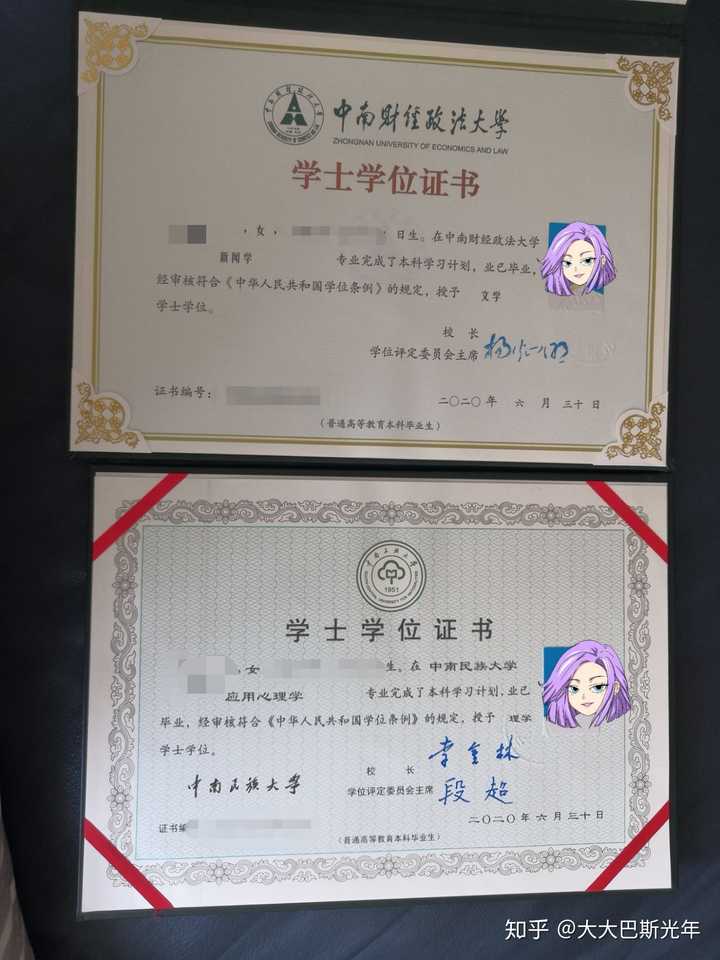 中南财经政法大学
ZHONGNAN UNIVERSITY OF ECONOMICS AND LAW
学士学位证书
，女，日生。在中南财经政法大学
新闻学 专业完成了本科学习计划，业已毕业，
经审核符合《中华人民共和国学位条例》的规定，授予 文学
学士学位。
校 长
学位评定委员会主席
证书编号：
二〇二〇年 六 月 三十 日
（普通高等教育本科毕业生）
1951
学士学位证书
，女 生。在 中南民族大学
应用心理学 专业完成了本科学习计划，业已
毕业，经审核符合《中华人民共和国学位条例》的规定，授予 理学
学士学位。
李金林
校 长
中南民族大学
学位评定委员会主席 段超
证书
二〇二〇年 六 月 三十 日
（普通高等教育本科毕业生）
知乎 @大大巴斯光年